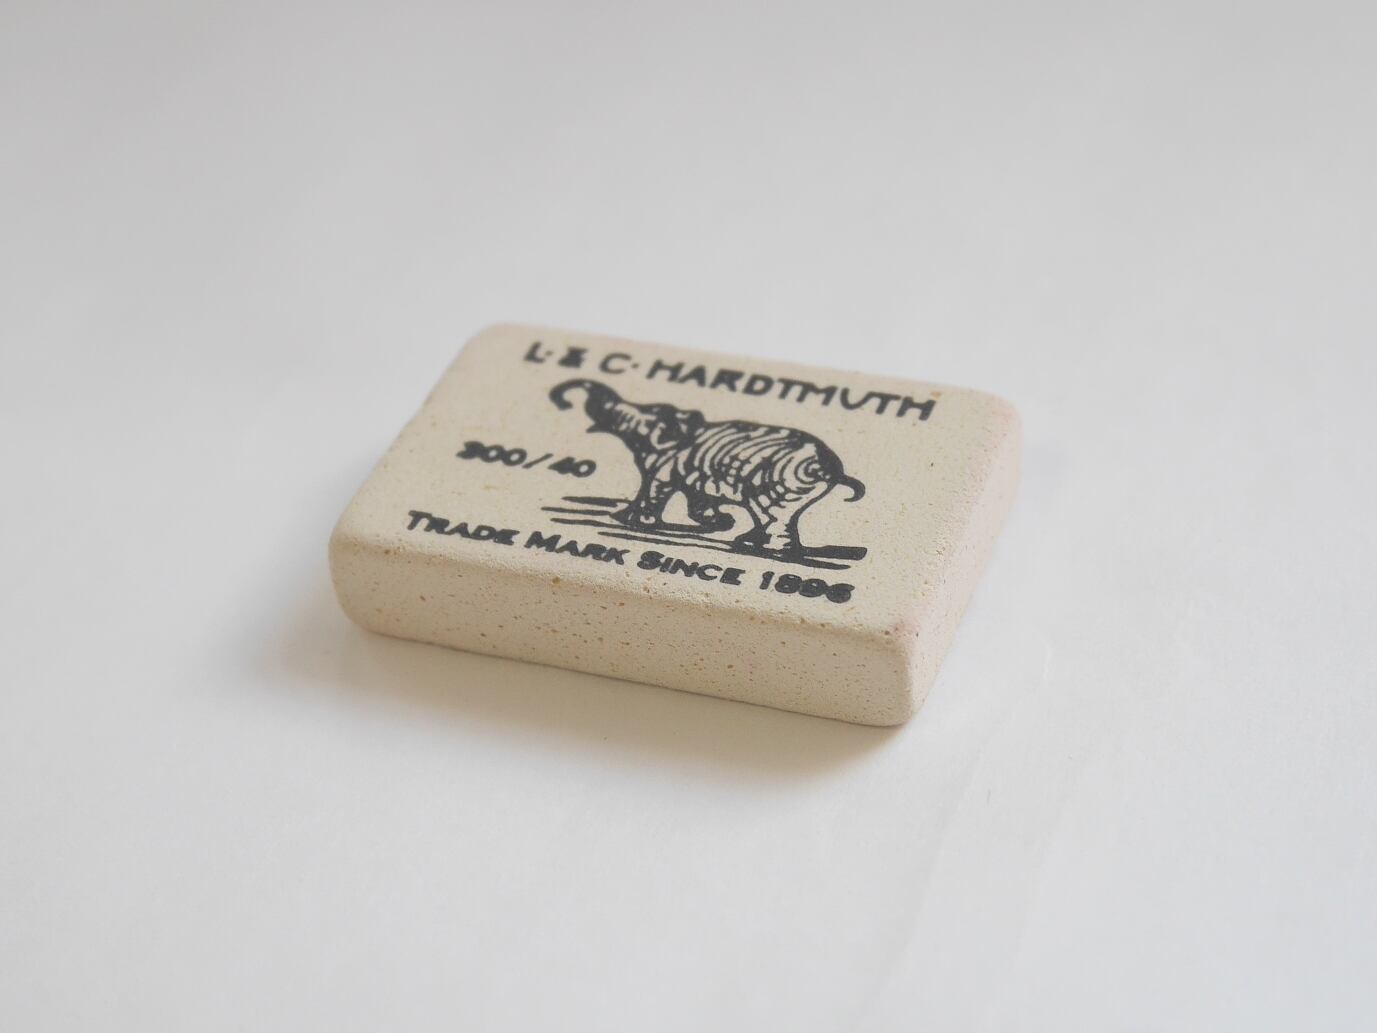 L. & C. HARDTMUTH
300/40
TRADE MARK SINCE 1896